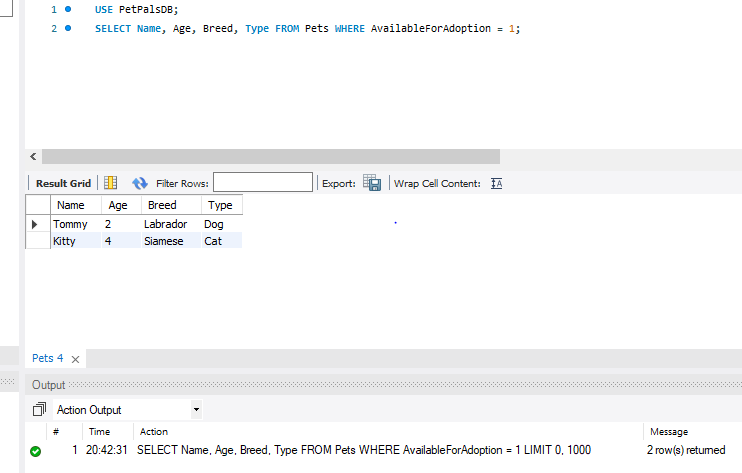 1 USE PetPalsDB;
2 SELECT Name, Age, Breed, Type FROM Pets WHERE AvailableForAdoption = 1;
Result Grid Filter Rows: Export: Wrap Cell Content: IA
Name Age Breed Type
Tommy 2 Labrador Dog
Kitty 4 Siamese Cat
Pets 4
Output
Action Output
# Time Action Message
1 20:42:31 SELECT Name, Age, Breed, Type FROM Pets WHERE AvailableForAdoption = 1 LIMIT 0, 1000 2 row(s) returned